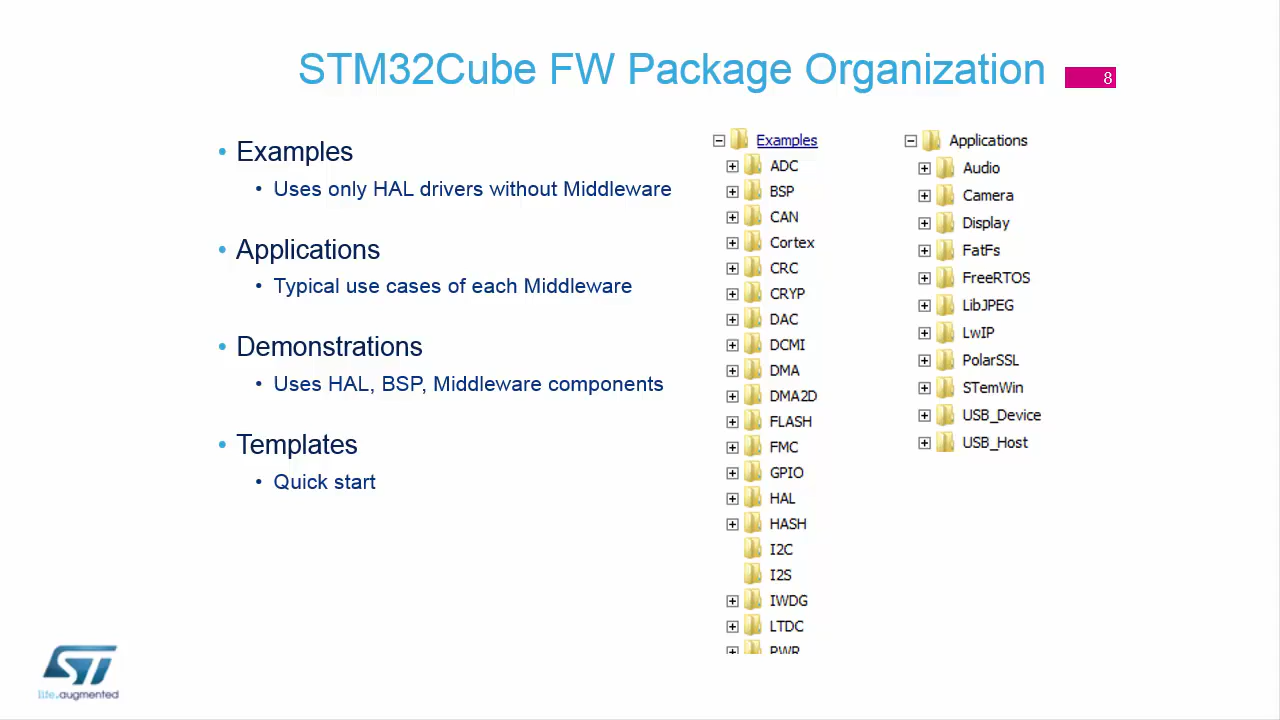 STM32Cube FW Package Organization
8
• Examples
• Uses only HAL drivers without Middleware
• Applications
• Typical use cases of each Middleware
• Demonstrations
• Uses HAL, BSP, Middleware components
• Templates
• Quick start
Examples
ADC
BSP
CAN
Cortex
CRC
CRYP
DAC
DCMI
DMA
DMA2D
FLASH
FMC
GPIO
HAL
HASH
I2C
I2S
IWDG
LTDC
PWR
Applications
Audio
Camera
Display
FatFs
FreeRTOS
LibJPEG
LwIP
PolarSSL
STemWin
USB_Device
USB_Host
ST
life.augmented